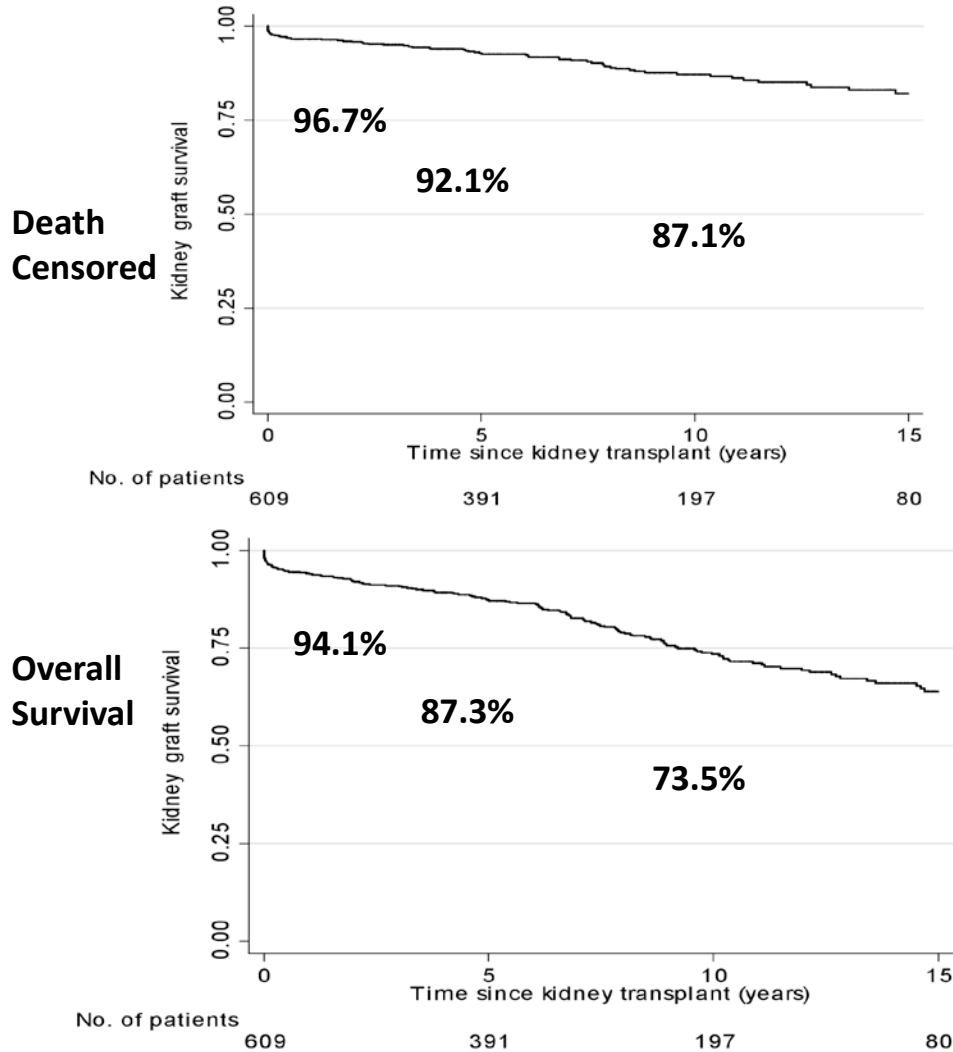 1.00
0.75
0.50
0.25
0.00
Kidney graft survival
Death
Censored
96.7%
92.1%
87.1%
0 5 10 15
Time since kidney transplant (years)
No. of patients
609 391 197 80
1.00
0.75
0.50
0.25
0.00
Kidney graft survival
Overall
Survival
94.1%
87.3%
73.5%
0 5 10 15
Time since kidney transplant (years)
No. of patients
609 391 197 80